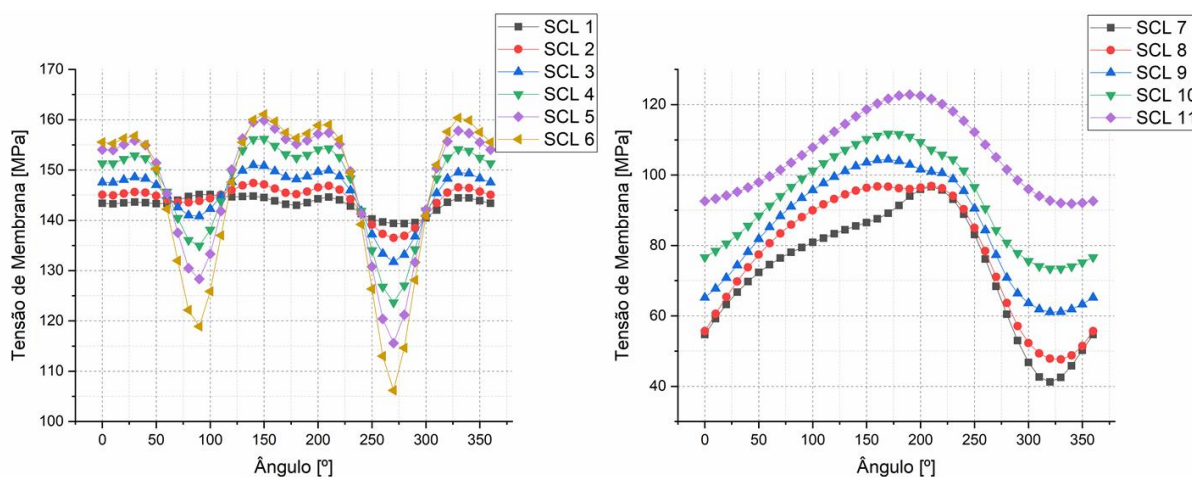 SCL 1
SCL 2
SCL 3
SCL 4
SCL 5
SCL 6
170
160
150
140
130
120
110
100
Tensão de Membrana [MPa]
0 50 100 150 200 250 300 350
Ângulo [º]
SCL 7
SCL 8
SCL 9
SCL 10
SCL 11
120
100
80
60
40
Tensão de Membrana [MPa]
0 50 100 150 200 250 300 350
Ângulo [º]